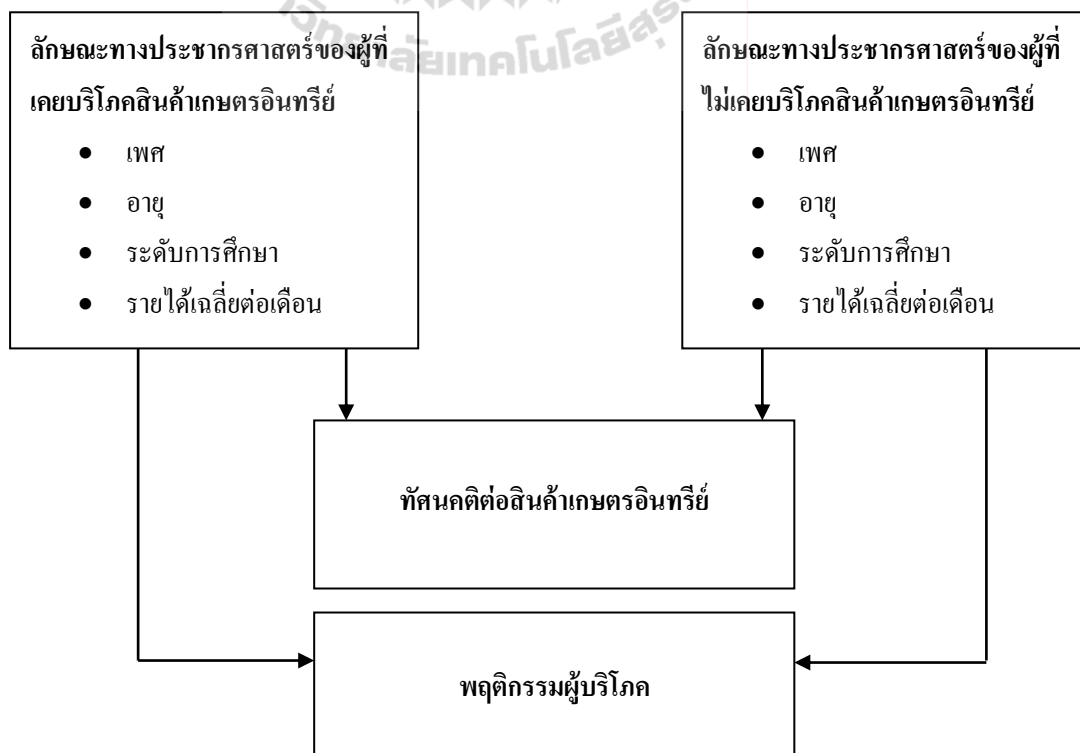 ลักษณะทางประชากรศาสตร์ของผู้ที่
เคยบริโภคสินค้าเกษตรอินทรีย์
• เพศ
• อายุ
• ระดับการศึกษา
• รายได้เฉลี่ยต่อเดือน
ลักษณะทางประชากรศาสตร์ของผู้ที่
ไม่เคยบริโภคสินค้าเกษตรอินทรีย์
• เพศ
• อายุ
• ระดับการศึกษา
• รายได้เฉลี่ยต่อเดือน
ทัศนคติต่อสินค้าเกษตรอินทรีย์
พฤติกรรมผู้บริโภค